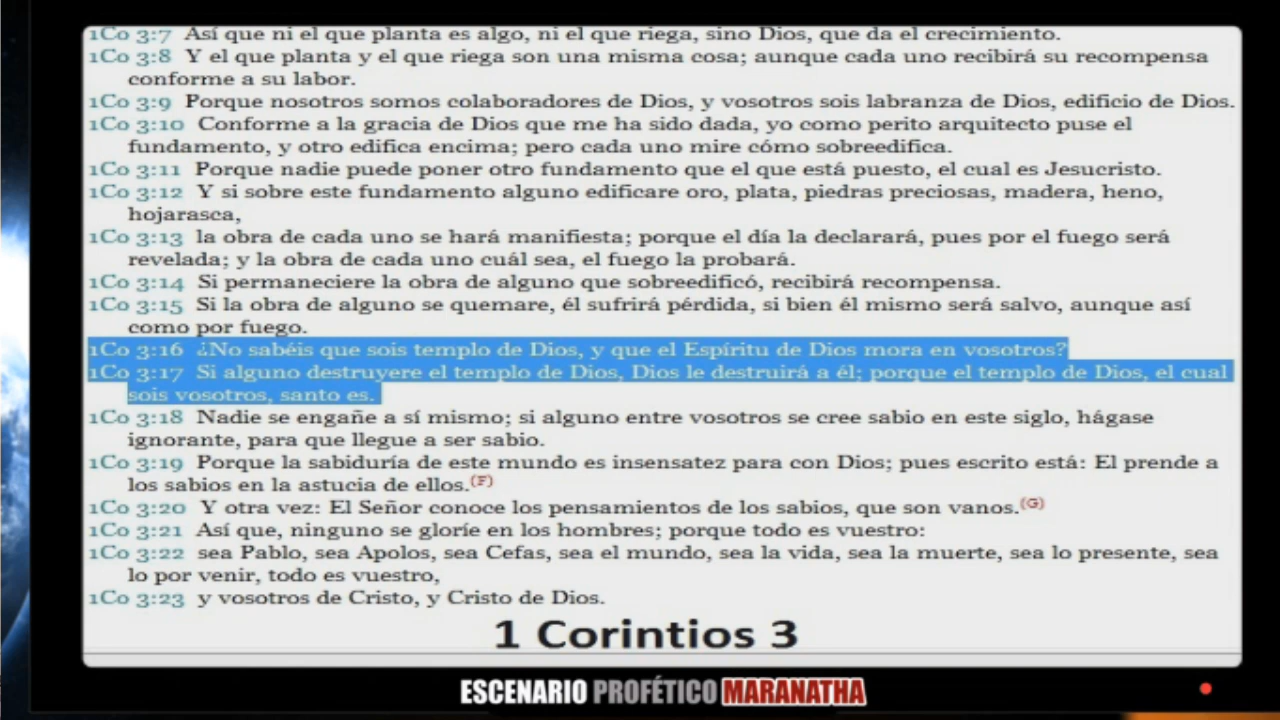 1Co 3:7 Así que ni el que planta es algo, ni el que riega, sino Dios, que da el crecimiento.
1Co 3:8 Y el que planta y el que riega son una misma cosa; aunque cada uno recibirá su recompensa
conforme a su labor.
1Co 3:9 Porque nosotros somos colaboradores de Dios, y vosotros sois labranza de Dios, edificio de Dios.
1Co 3:10 Conforme a la gracia de Dios que me ha sido dada, yo como perito arquitecto puse el
fundamento, y otro edifica encima; pero cada uno mire cómo sobreedifica.
1Co 3:11 Porque nadie puede poner otro fundamento que el que está puesto, el cual es Jesucristo.
1Co 3:12 Y si sobre este fundamento alguno edificare oro, plata, piedras preciosas, madera, heno,
hojarasca,
1Co 3:13 la obra de cada uno se hará manifiesta; porque el día la declarará, pues por el fuego será
revelada; y la obra de cada uno cuál sea, el fuego la probará.
1Co 3:14 Si permaneciere la obra de alguno que sobreedificó, recibirá recompensa.
1Co 3:15 Si la obra de alguno se quemare, él sufrirá pérdida, si bien él mismo será salvo, aunque así
como por fuego.
1Co 3:16 ¿No sabéis que sois templo de Dios, y que el Espíritu de Dios mora en vosotros?
1Co 3:17 Si alguno destruyere el templo de Dios, Dios le destruirá a él; porque el templo de Dios, el cual
sois vosotros, santo es.
1Co 3:18 Nadie se engañe a sí mismo; si alguno entre vosotros se cree sabio en este siglo, hágase
ignorante, para que llegue a ser sabio.
1Co 3:19 Porque la sabiduría de este mundo es insensatez para con Dios; pues escrito está: El prende a
los sabios en la astucia de ellos.(F)
1Co 3:20 Y otra vez: El Señor conoce los pensamientos de los sabios, que son vanos.(G)
1Co 3:21 Así que, ninguno se gloríe en los hombres; porque todo es vuestro:
1Co 3:22 sea Pablo, sea Apolos, sea Cefas, sea el mundo, sea la vida, sea la muerte, sea lo presente, sea
lo por venir, todo es vuestro,
1Co 3:23 y vosotros de Cristo, y Cristo de Dios.
1 Corintios 3
ESCENARIO PROFÉTICO MARANATHA